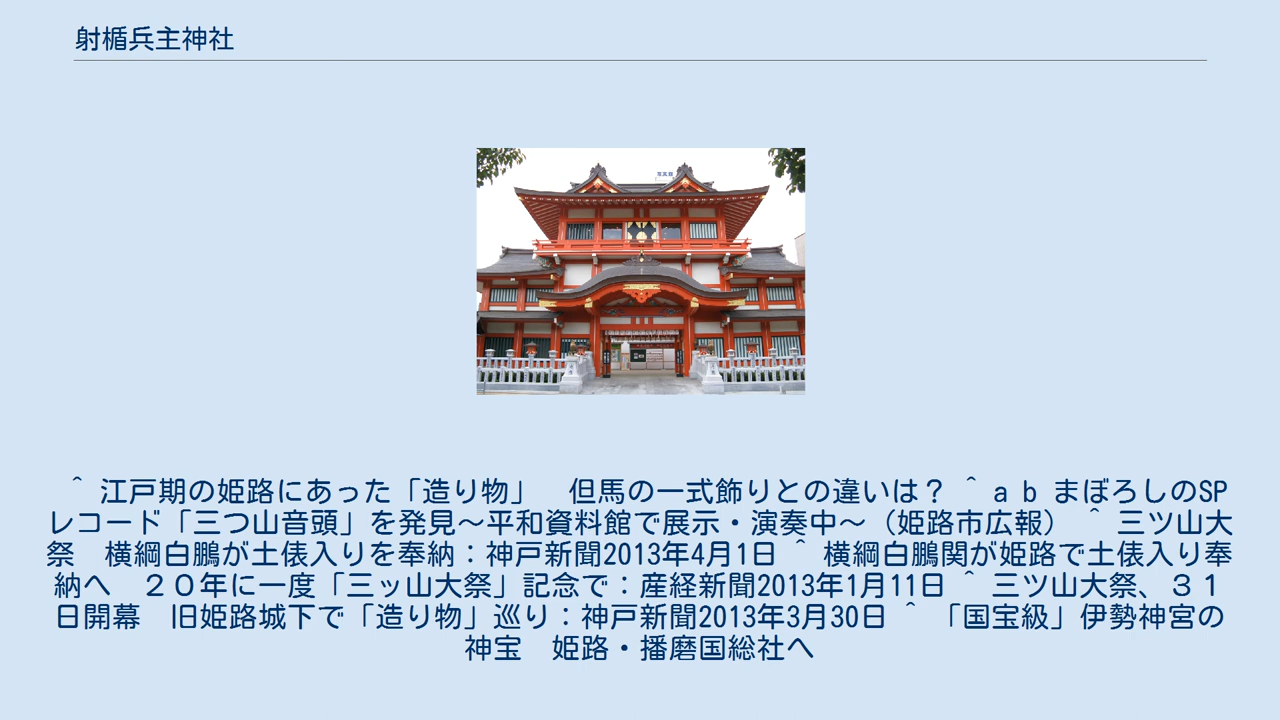 射楯兵主神社
^ 江戸期の姫路にあった「造り物」　但馬の一式飾りとの違いは？ ^ a b まぼろしのSP
レコード「三つ山音頭」を発見～平和資料館で展示・演奏中～（姫路市広報） ^ 三ツ山大
祭　横綱白鵬が土俵入りを奉納：神戸新聞2013年4月1日 ^ 横綱白鵬関が姫路で土俵入り奉
納へ　２０年に一度「三ッ山大祭」記念で：産経新聞2013年1月11日 ^ 三ツ山大祭、３１
日開幕　旧姫路城下で「造り物」巡り：神戸新聞2013年3月30日 ^ 「国宝級」伊勢神宮の
神宝　姫路・播磨国総社へ